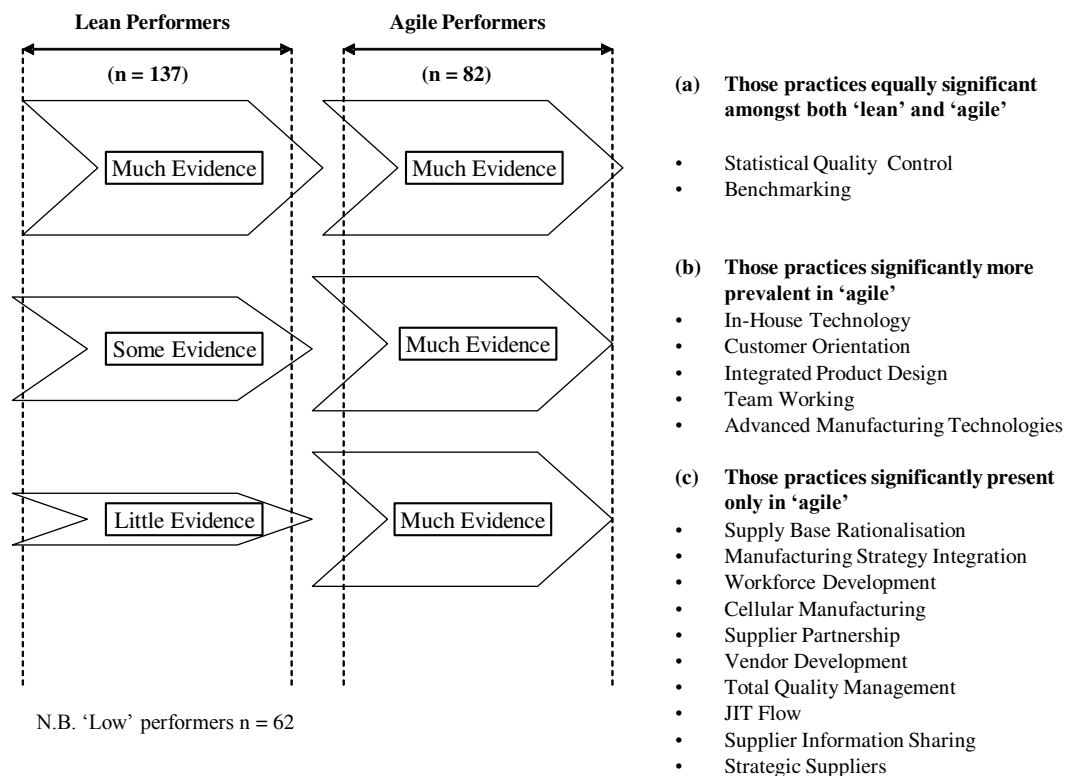 Lean Performers
Agile Performers
(n = 137)
(n = 82)
Much Evidence
Much Evidence
Some Evidence
Much Evidence
Little Evidence
Much Evidence
N.B. ‘Low’ performers n = 62
(a) Those practices equally significant
amongst both ‘lean’ and ‘agile’
• Statistical Quality Control
• Benchmarking
(b) Those practices significantly more
prevalent in ‘agile’
• In-House Technology
• Customer Orientation
• Integrated Product Design
• Team Working
• Advanced Manufacturing Technologies
(c) Those practices significantly present
only in ‘agile’
• Supply Base Rationalisation
• Manufacturing Strategy Integration
• Workforce Development
• Cellular Manufacturing
• Supplier Partnership
• Vendor Development
• Total Quality Management
• JIT Flow
• Supplier Information Sharing
• Strategic Suppliers